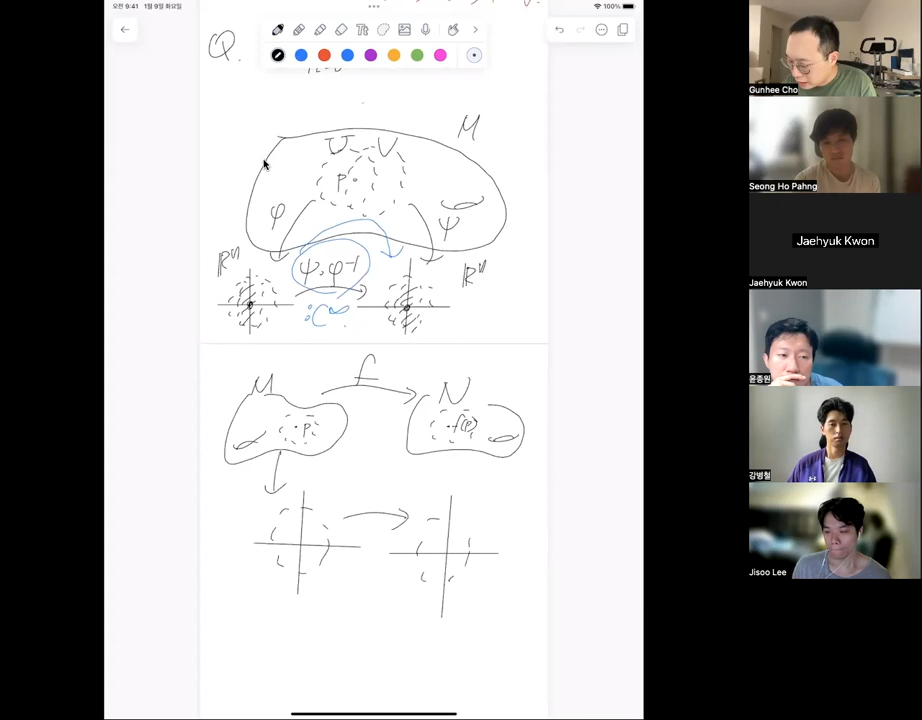 오전 9:41 1월 9일 화요일
100%
Q.
M
U V
p
φ
ψ
ℝⁿ
ψ∘φ⁻¹
ℝⁿ
: C∞
f
M
N
p
f(p)
Gunhee Cho
Seong Ho Pahng
Jaehyuk Kwon
Jaehyuk Kwon
윤종원
강병철
Jisoo Lee